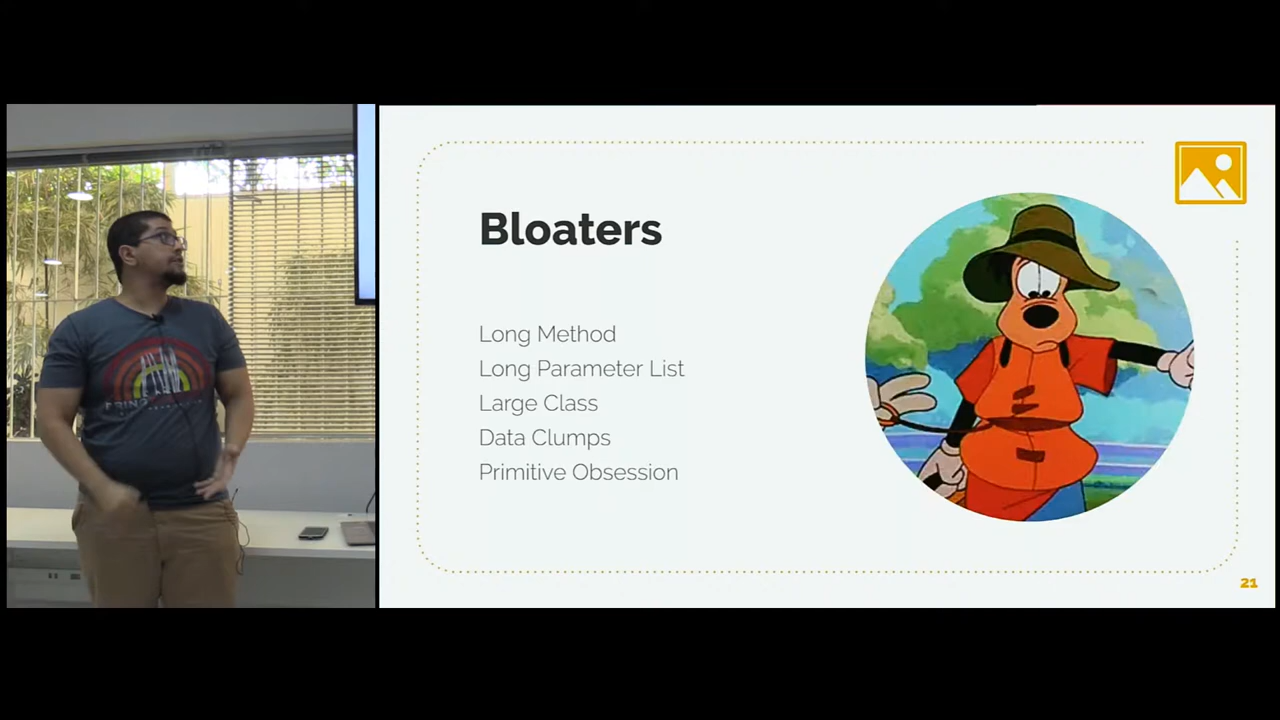 Bloaters
Long Method
Long Parameter List
Large Class
Data Clumps
Primitive Obsession
21